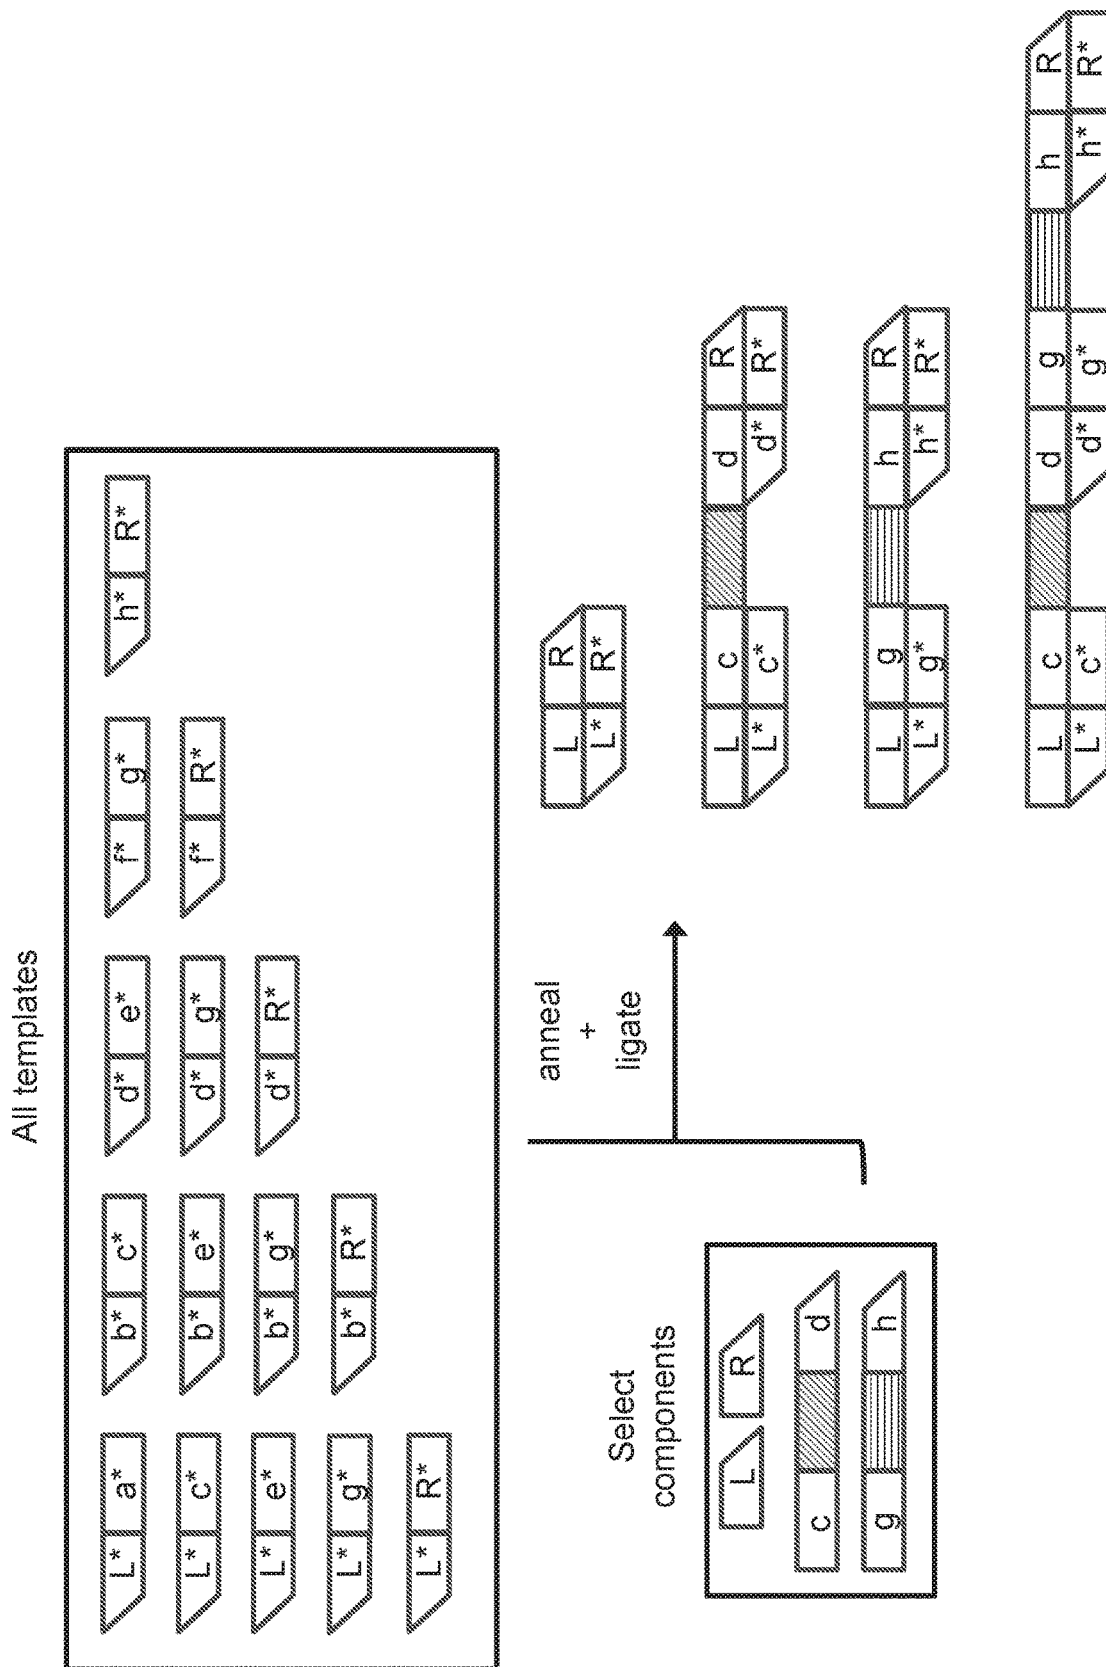 All templates
L* a*
b* c*
d* e*
f* g*
h* R*
L* c*
b* e*
d* g*
f* R*
L* e*
b* g*
d* R*
L* g*
b* R*
L* R*
Select
components
L R
c d
g h
anneal
+
ligate
L R
L* R*
L c d R
L* c* d* R*
L g h R
L* g* h* R*
L c d g h R
L* c* d* g* h* R*